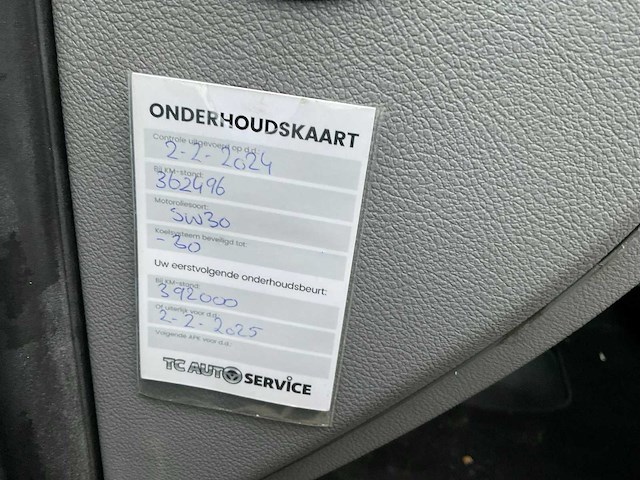 ONDERHOUDSKAART
Controle uitgevoerd op d.d.:
2-2-2024
Bij KM-stand:
362496
Motoroliesoort:
5W30
Koelsysteem beveiligd tot:
-30
Uw eerstvolgende onderhoudsbeurt:
Bij KM-stand:
392000
Of uiterlijk voor d.d.:
2-2-2025
Volgende APK voor d.d.:
TC AUTO SERVICE